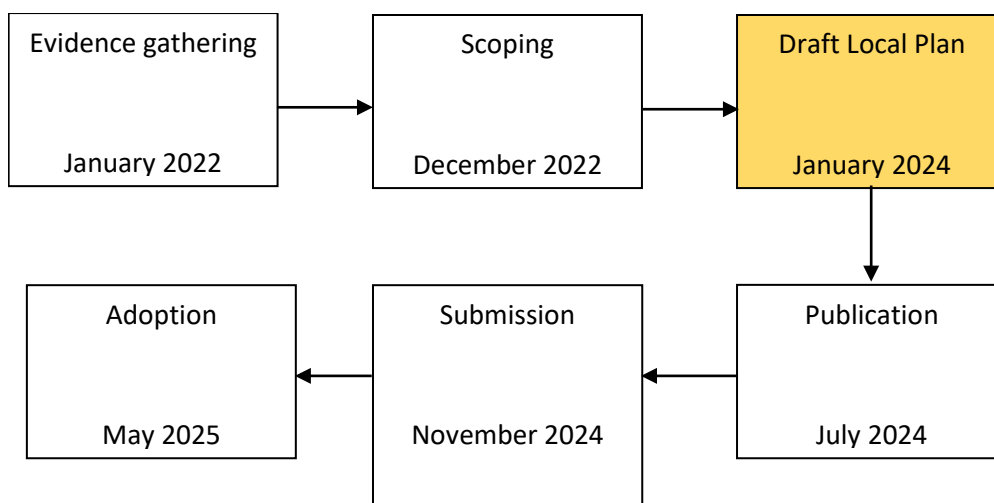 Evidence gathering
January 2022
Scoping
December 2022
Draft Local Plan
January 2024
Publication
July 2024
Submission
November 2024
Adoption
May 2025